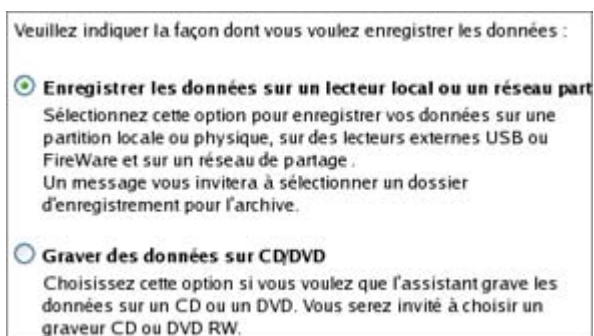 Veuillez indiquer la façon dont vous voulez enregistrer les données :
Enregistrer les données sur un lecteur local ou un réseau part
Sélectionnez cette option pour enregistrer vos données sur une
partition locale ou physique, sur des lecteurs externes USB ou
FireWare et sur un réseau de partage .
Un message vous invitera à sélectionner un dossier
d'enregistrement pour l'archive.
Graver des données sur CD/DVD
Choisissez cette option si vous voulez que l'assistant grave les
données sur un CD ou un DVD. Vous serez invité à choisir un
graveur CD ou DVD RW.